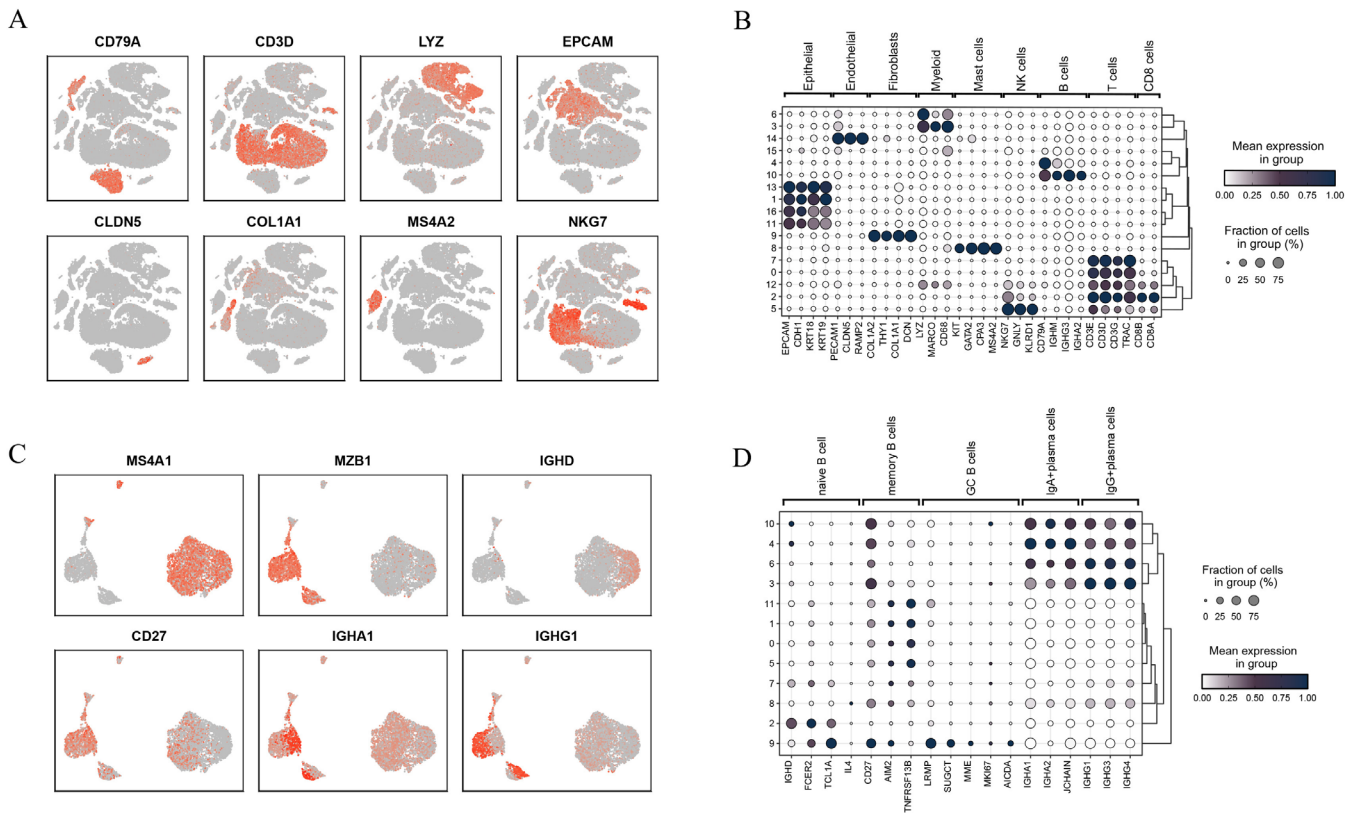 A
CD79A
CD3D
LYZ
EPCAM
CLDN5
COL1A1
MS4A2
NKG7
B
Epithelial
Endothelial
Fibroblasts
Myeloid
Mast cells
NK cells
B cells
T cells
CD8 cells
6
3
14
15
4
10
13
1
16
11
9
8
7
0
12
2
5
EPCAM
CDH1
KRT18
KRT19
PECAM1
CLDN5
RAMP2
COL1A2
THY1
COL1A1
DCN
LYZ
MARCO
CD68
KIT
GATA2
CPA3
MS4A2
NKG7
GNLY
KLRD1
CD79A
IGHM
IGHG3
IGHA2
CD3E
CD3D
CD3G
TRAC
CD8B
CD8A
Mean expression
in group
0.00 0.25 0.50 0.75 1.00
Fraction of cells
in group (%)
0 25 50 75
C
MS4A1
MZB1
IGHD
CD27
IGHA1
IGHG1
D
naive B cell
memory B cells
GC B cells
IgA+plasma cells
IgG+plasma cells
10
4
6
3
11
1
0
5
7
8
2
9
IGHD
FCER2
TCL1A
IL4
CD27
AIM2
TNFRSF13B
LRMP
SUGCT
MME
MKI67
AICDA
IGHA1
IGHA2
JCHAIN
IGHG1
IGHG3
IGHG4
Fraction of cells
in group (%)
0 25 50 75
Mean expression
in group
0.00 0.25 0.50 0.75 1.00